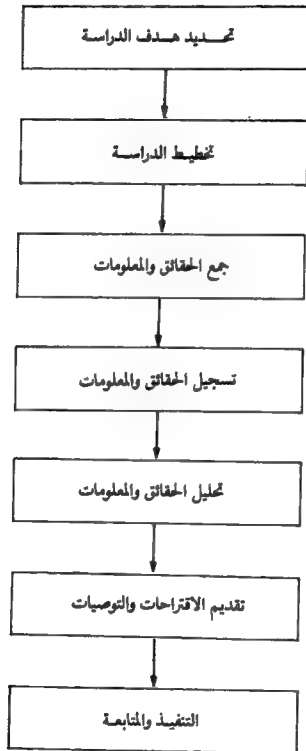 تحديد هدف الدراسة
تخطيط الدراسة
جمع الحقائق والمعلومات
تسجيل الحقائق والمعلومات
تحليل الحقائق والمعلومات
تقديم الاقتراحات والتوصيات
التنفيذ والمتابعة